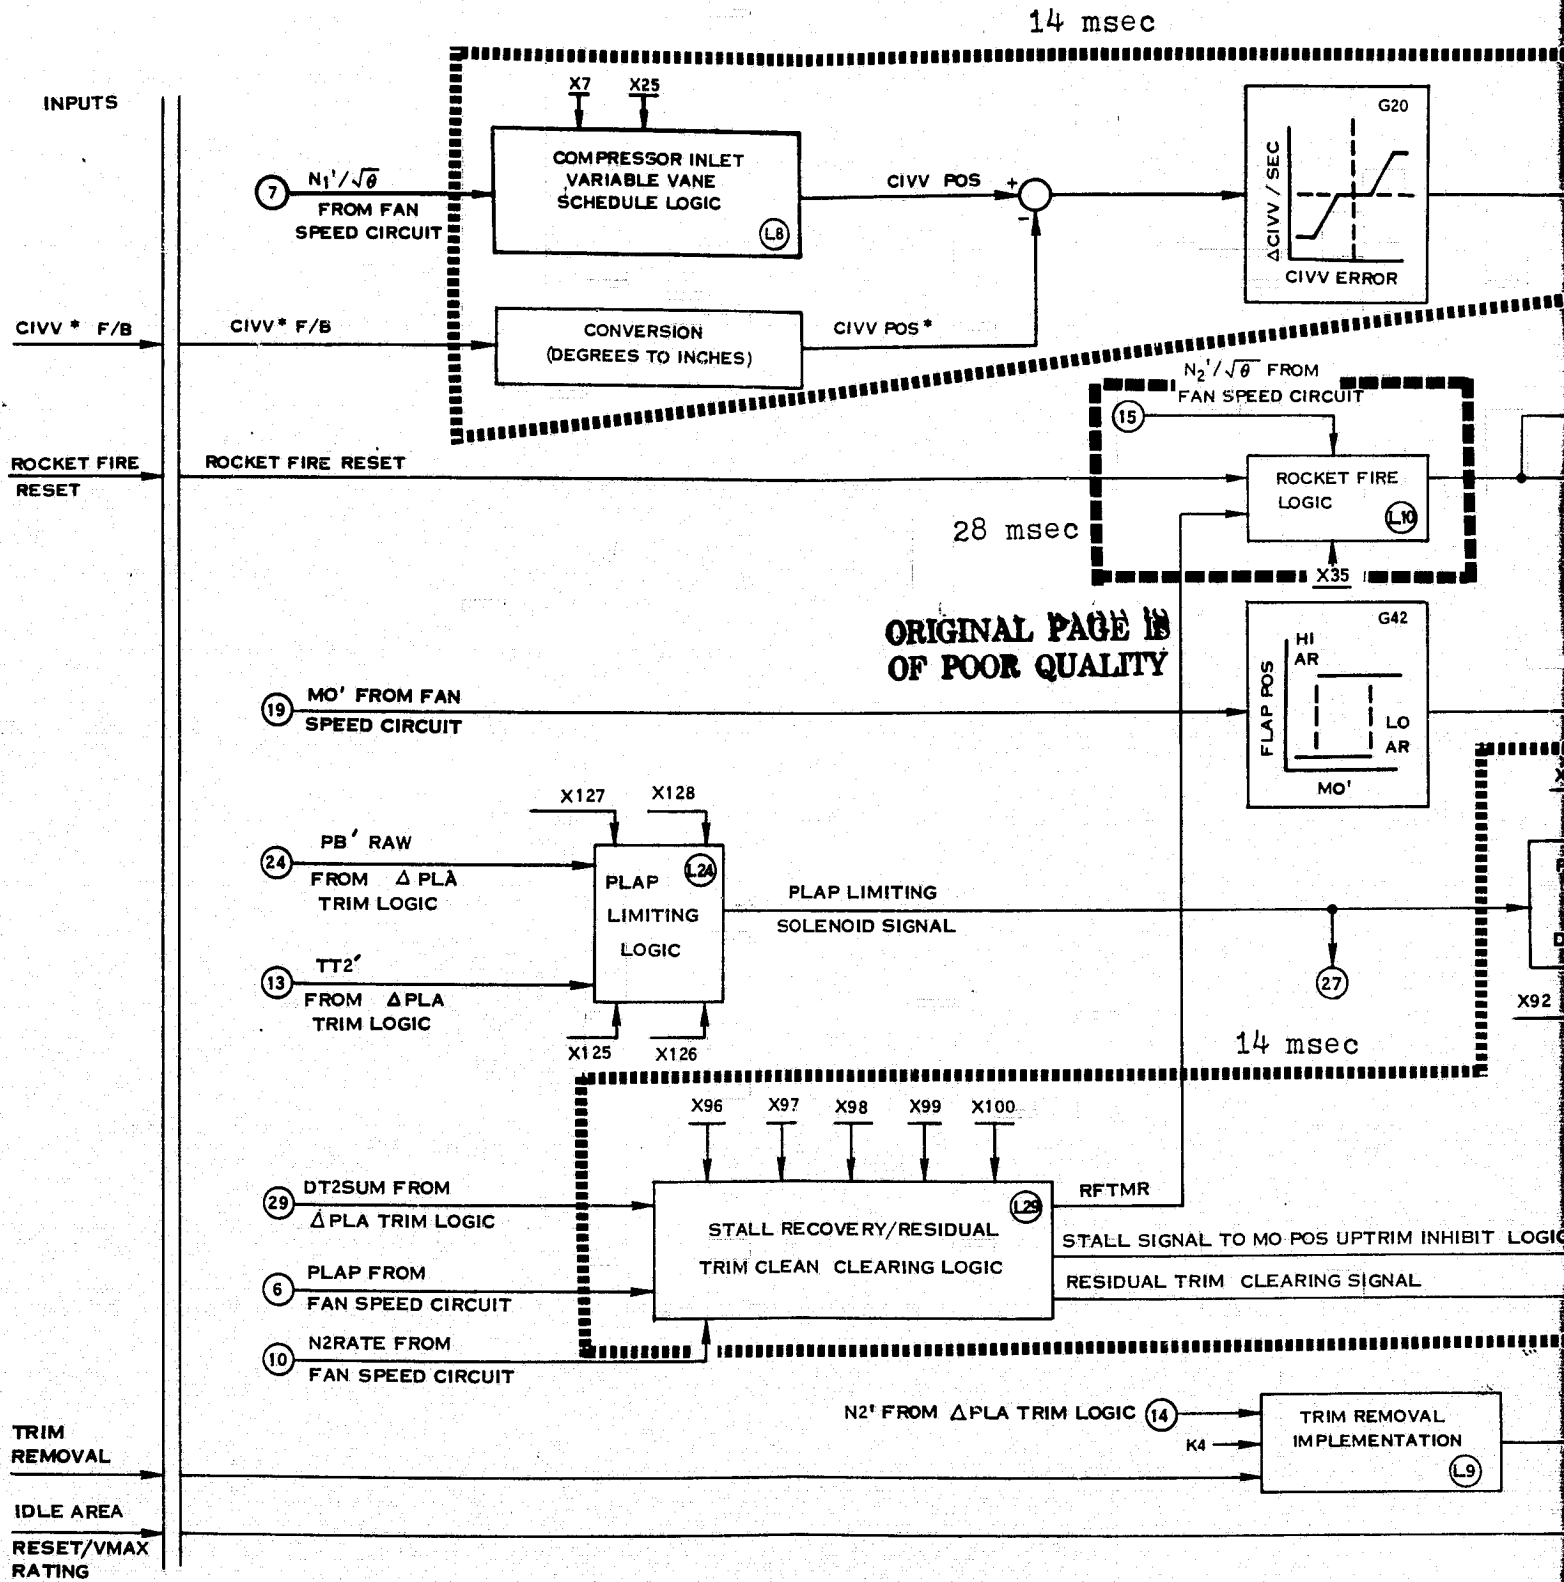 14 msec
INPUTS
X7
X25
G20
7
N1'/√θ
FROM FAN
SPEED CIRCUIT
COMPRESSOR INLET
VARIABLE VANE
SCHEDULE LOGIC
L8
CIVV POS
+
-
ΔCIVV / SEC
CIVV ERROR
CIVV * F/B
CIVV* F/B
CONVERSION
(DEGREES TO INCHES)
CIVV POS*
N2'/√θ FROM
FAN SPEED CIRCUIT
15
ROCKET FIRE
RESET
ROCKET FIRE RESET
ROCKET FIRE
LOGIC
L10
28 msec
X35
ORIGINAL PAGE IS
OF POOR QUALITY
G42
HI
AR
FLAP POS
LO
AR
MO'
19
MO' FROM FAN
SPEED CIRCUIT
X127
X128
24
PB' RAW
FROM Δ PLA
TRIM LOGIC
L24
PLAP
LIMITING
LOGIC
PLAP LIMITING
SOLENOID SIGNAL
13
TT2'
FROM ΔPLA
TRIM LOGIC
27
X92
X125
X126
14 msec
X96
X97
X98
X99
X100
29
DT2SUM FROM
ΔPLA TRIM LOGIC
L29
STALL RECOVERY/RESIDUAL
TRIM CLEAN CLEARING LOGIC
RFTMR
STALL SIGNAL TO MO POS UPTRIM INHIBIT LOGIC
RESIDUAL TRIM CLEARING SIGNAL
6
PLAP FROM
FAN SPEED CIRCUIT
10
N2RATE FROM
FAN SPEED CIRCUIT
N2' FROM ΔPLA TRIM LOGIC
14
K4
TRIM REMOVAL
IMPLEMENTATION
L9
TRIM
REMOVAL
IDLE AREA
RESET/VMAX
RATING